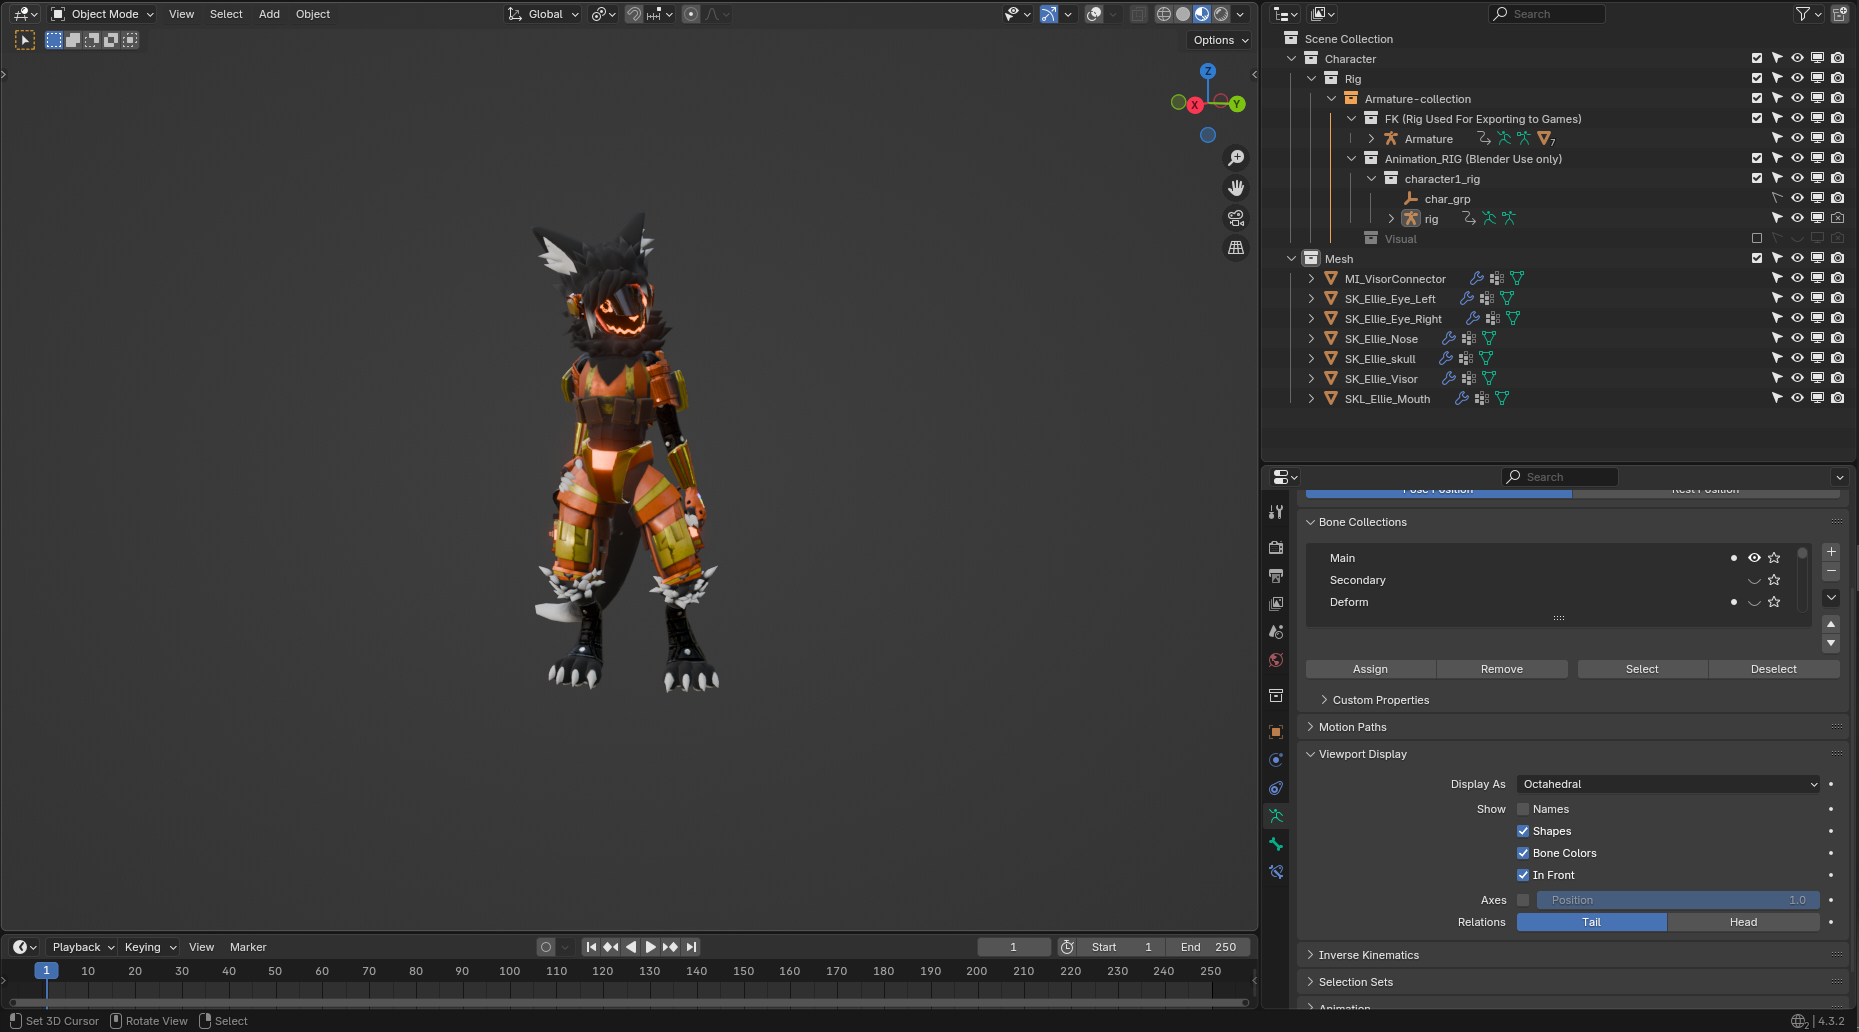 Object Mode View Select Add Object Global
Options
Z
X Y
Playback Keying View Marker 1 Start 1 End 250
1 10 20 30 40 50 60 70 80 90 100 110 120 130 140 150 160 170 180 190 200 210 220 230 240 250
Set 3D Cursor Rotate View Select
Search
Scene Collection
Character
Rig
Armature-collection
FK (Rig Used For Exporting to Games)
Armature 7
Animation_RIG (Blender Use only)
character1_rig
char_grp
rig
Visual
Mesh
MI_VisorConnector
SK_Ellie_Eye_Left
SK_Ellie_Eye_Right
SK_Ellie_Nose
SK_Ellie_skull
SK_Ellie_Visor
SKL_Ellie_Mouth
Search
Pose Position Rest Position
Bone Collections
Main
Secondary
Deform
Assign Remove Select Deselect
Custom Properties
Motion Paths
Viewport Display
Display As Octahedral
Show Names
Shapes
Bone Colors
In Front
Axes Position 1.0
Relations Tail Head
Inverse Kinematics
Selection Sets
Animation
2 4.3.2